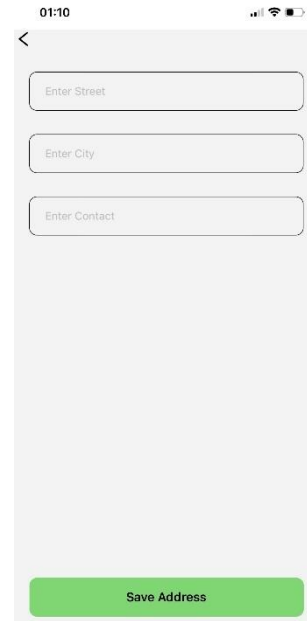 01:10
Enter Street
Enter City
Enter Contact
Save Address